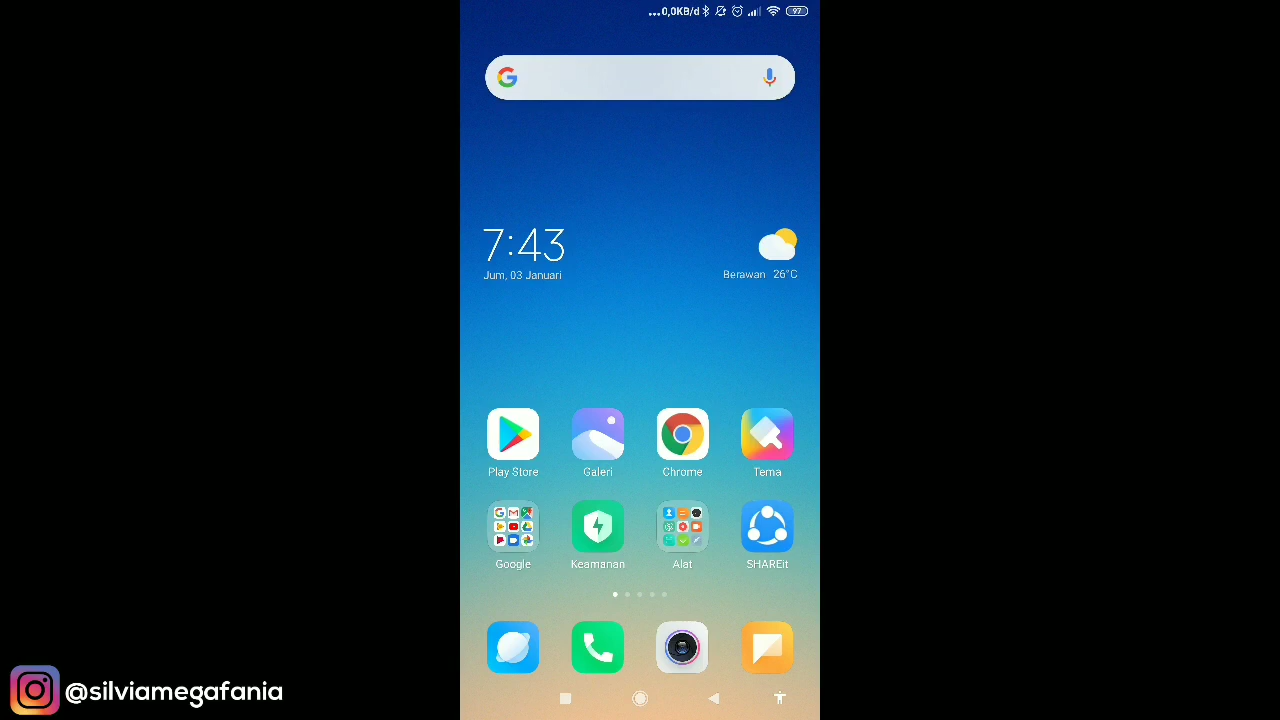 ...0,0KB/d 97
7:43
Jum, 03 Januari
Berawan 26°C
Play Store Galeri Chrome Tema
Google Keamanan Alat SHAREit
@silviamegafania